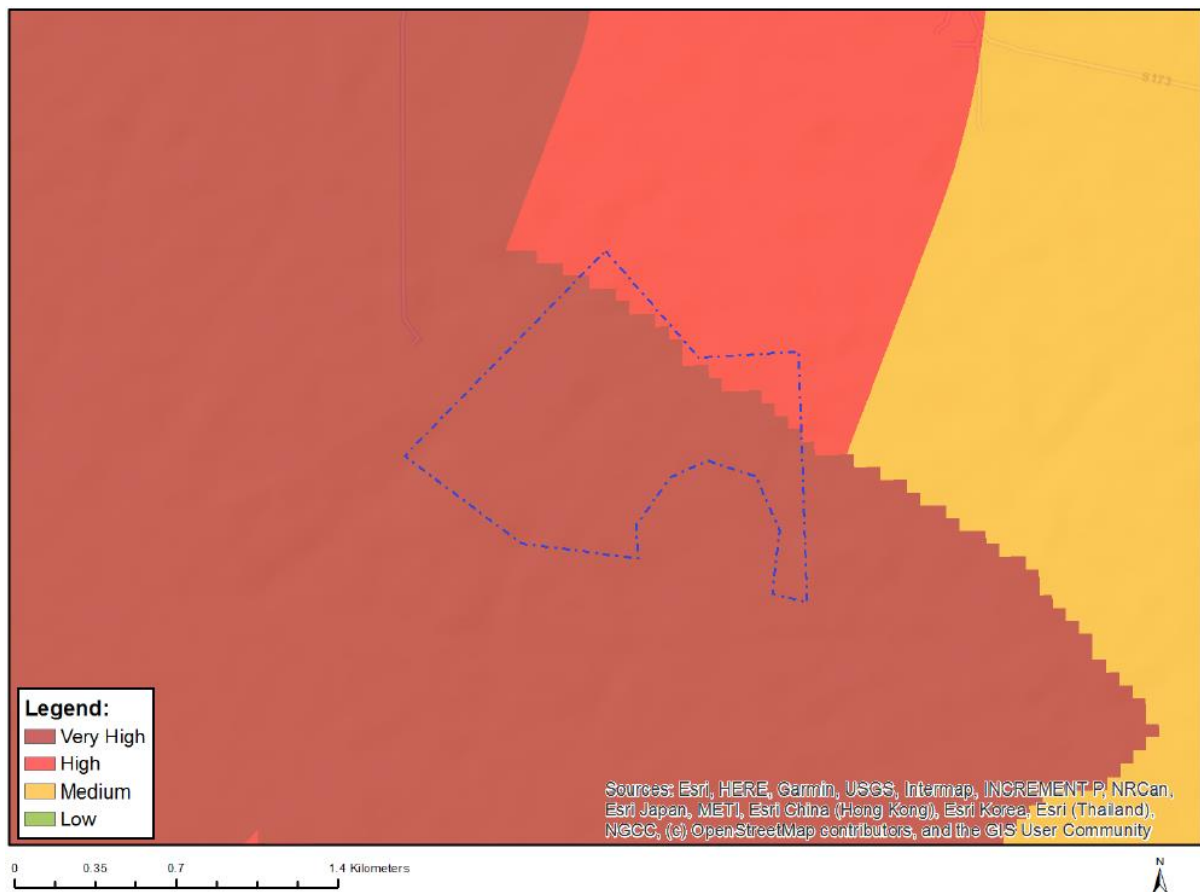 S 173
Legend:
Very High
High
Medium
Low
Sources: Esri, HERE, Garmin, USGS, Intermap, INCREMENT P, NRCan,
Esri Japan, METI, Esri China (Hong Kong), Esri Korea, Esri (Thailand),
NGCC, (c) OpenStreetMap contributors, and the GIS User Community
0 0.35 0.7 1.4 Kilometers
N